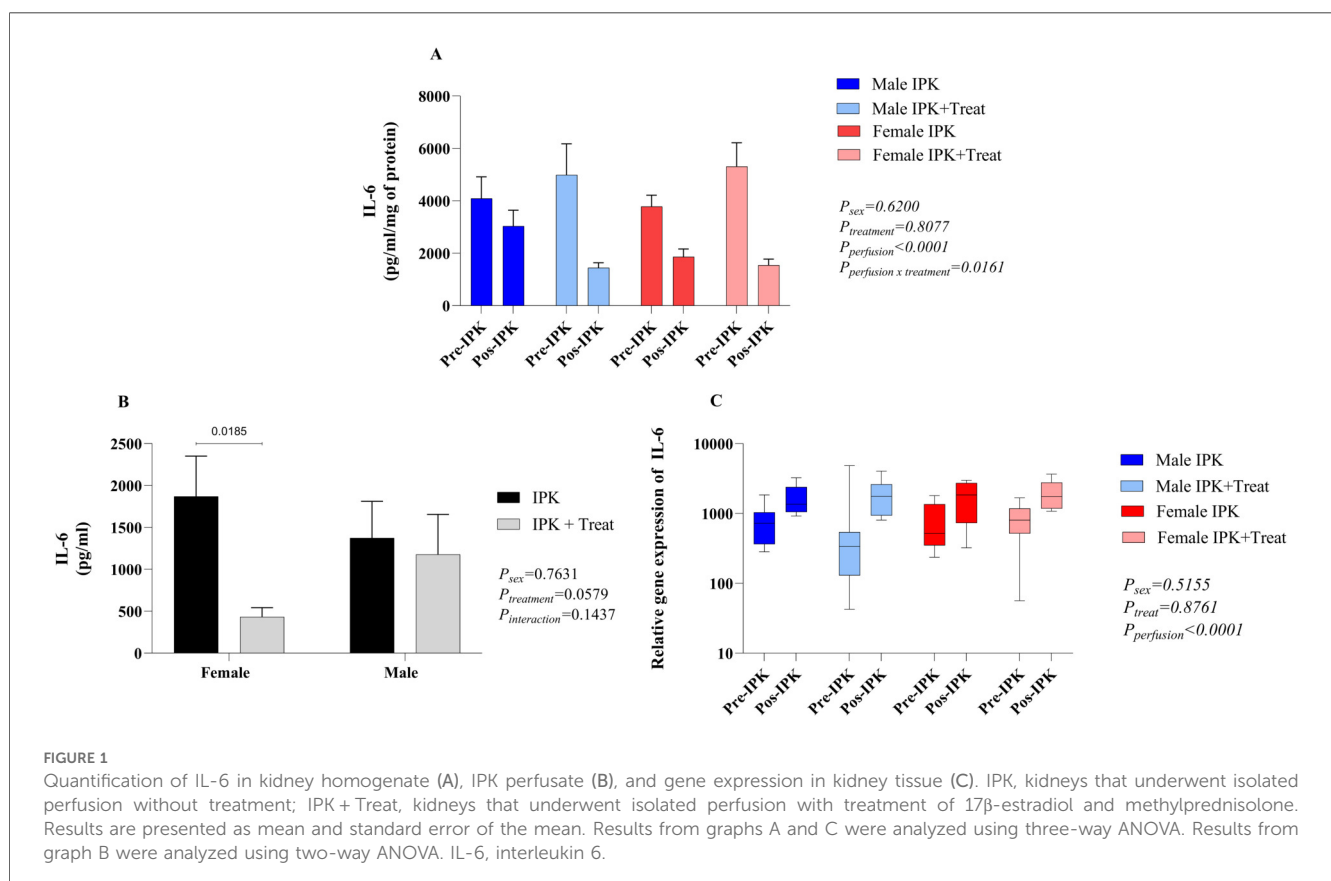 A
Male IPK
Male IPK+Treat
Female IPK
Female IPK+Treat
IL-6
(pg/ml/mg of protein)
8000
6000
4000
2000
0
Pre-IPK
Pos-IPK
Pre-IPK
Pos-IPK
Pre-IPK
Pos-IPK
Pre-IPK
Pos-IPK
Psex=0.6200
Ptreatment=0.8077
Pperfusion<0.0001
Pperfusion x treatment=0.0161
B
0.0185
IL-6
(pg/ml)
2500
2000
1500
1000
500
0
Female
Male
IPK
IPK + Treat
Psex=0.7631
Ptreatment=0.0579
Pinteraction=0.1437
C
Relative gene expression of IL-6
10000
1000
100
10
Pre-IPK
Pos-IPK
Pre-IPK
Pos-IPK
Pre-IPK
Pos-IPK
Pre-IPK
Pos-IPK
Male IPK
Male IPK+Treat
Female IPK
Female IPK+Treat
Psex=0.5155
Ptreat=0.8761
Pperfusion<0.0001
FIGURE 1
Quantification of IL-6 in kidney homogenate (A), IPK perfusate (B), and gene expression in kidney tissue (C). IPK, kidneys that underwent isolated
perfusion without treatment; IPK + Treat, kidneys that underwent isolated perfusion with treatment of 17β-estradiol and methylprednisolone.
Results are presented as mean and standard error of the mean. Results from graphs A and C were analyzed using three-way ANOVA. Results from
graph B were analyzed using two-way ANOVA. IL-6, interleukin 6.